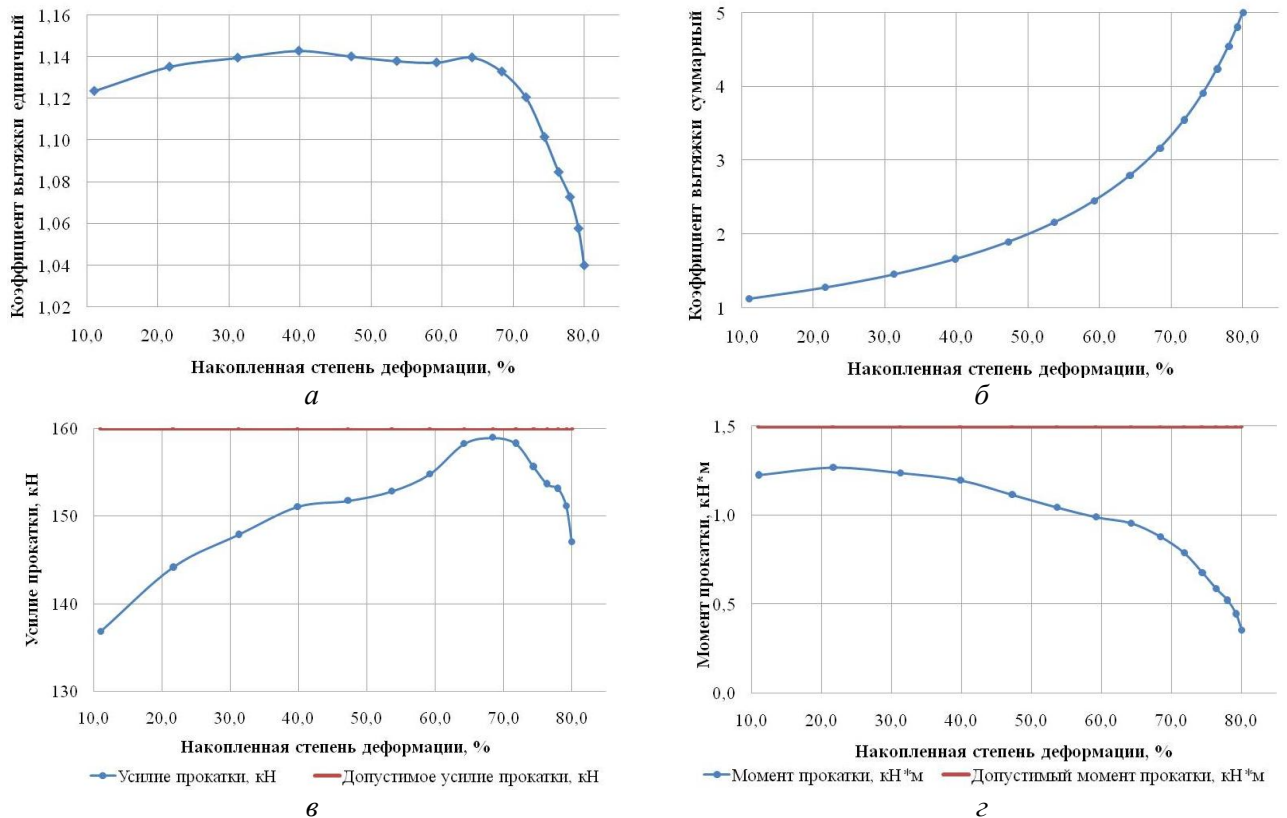 Коэффициент вытяжки единичный
1,16
1,14
1,12
1,10
1,08
1,06
1,04
1,02
10,0 20,0 30,0 40,0 50,0 60,0 70,0 80,0
Накопленная степень деформации, %
а
Коэффициент вытяжки суммарный
5
4
3
2
1
10,0 20,0 30,0 40,0 50,0 60,0 70,0 80,0
Накопленная степень деформации, %
б
Усилие прокатки, кН
160
150
140
130
10,0 20,0 30,0 40,0 50,0 60,0 70,0 80,0
Накопленная степень деформации, %
Усилие прокатки, кН Допустимое усилие прокатки, кН
в
Момент прокатки, кН*м
1,5
1,0
0,5
0,0
10,0 20,0 30,0 40,0 50,0 60,0 70,0 80,0
Накопленная степень деформации, %
Момент прокатки, кН*м Допустимый момент прокатки, кН*м
г